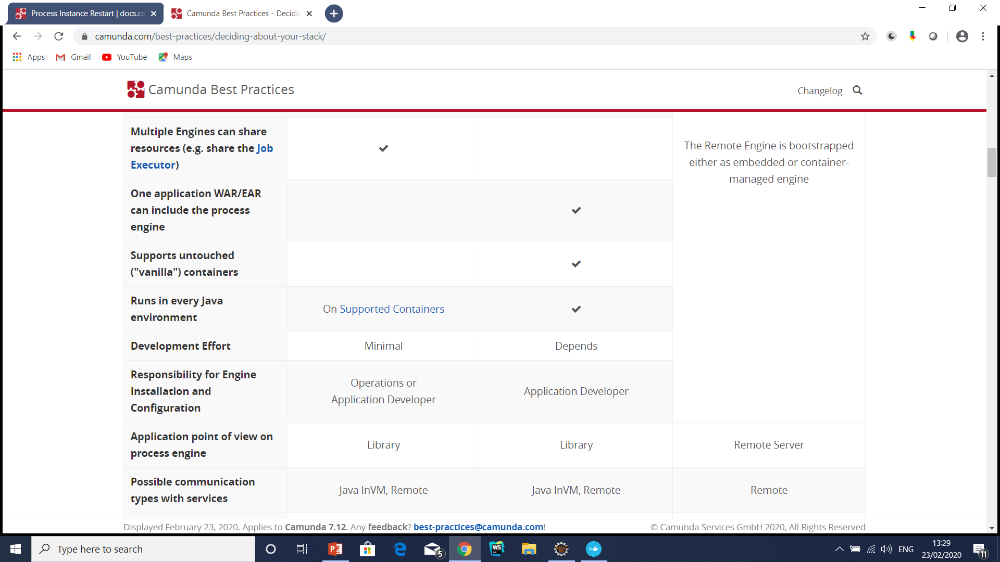 Process Instance Restart | docs.ca
Camunda Best Practices - Decidin
camunda.com/best-practices/deciding-about-your-stack/
Apps
Gmail
YouTube
Maps
Camunda Best Practices
Changelog
Multiple Engines can share
resources (e.g. share the Job
Executor)
The Remote Engine is bootstrapped
either as embedded or container-
managed engine
One application WAR/EAR
can include the process
engine
Supports untouched
("vanilla") containers
Runs in every Java
environment
On Supported Containers
Development Effort
Minimal
Depends
Responsibility for Engine
Installation and
Configuration
Operations or
Application Developer
Application Developer
Application point of view on
process engine
Library
Library
Remote Server
Possible communication
types with services
Java InVM, Remote
Java InVM, Remote
Remote
Displayed February 23, 2020. Applies to Camunda 7.12. Any feedback? best-practices@camunda.com!
© Camunda Services GmbH 2020, All Rights Reserved
Type here to search
5
WS
ENG
13:29
23/02/2020
11